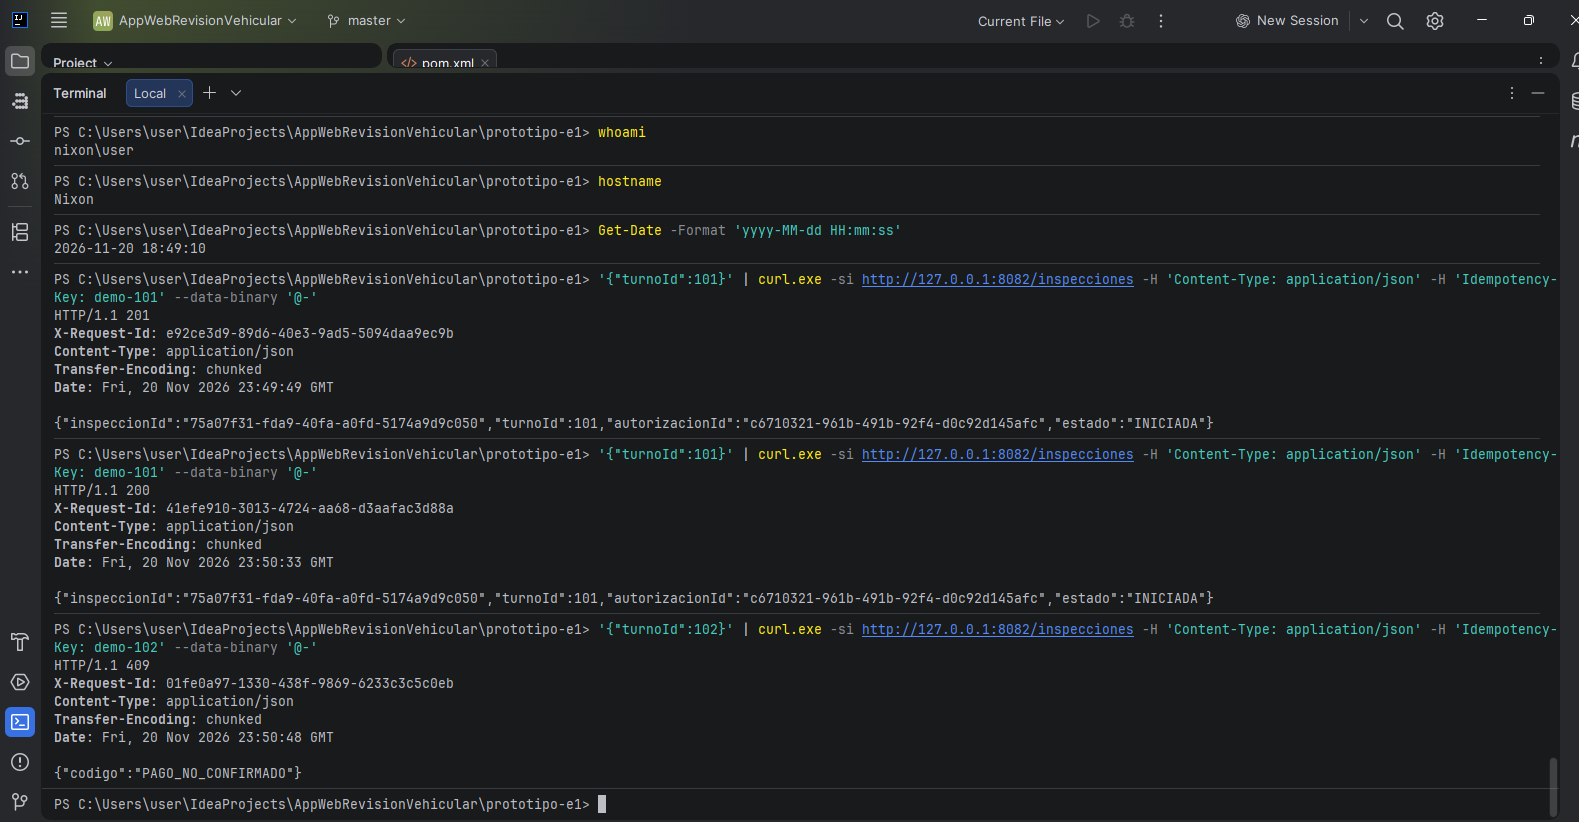 AW AppWebRevisionVehicular master Current File New Session
Project pom.xml
Terminal Local
PS C:\Users\user\IdeaProjects\AppWebRevisionVehicular\prototipo-e1> whoami
nixon\user
PS C:\Users\user\IdeaProjects\AppWebRevisionVehicular\prototipo-e1> hostname
Nixon
PS C:\Users\user\IdeaProjects\AppWebRevisionVehicular\prototipo-e1> Get-Date -Format 'yyyy-MM-dd HH:mm:ss'
2026-11-20 18:49:10
PS C:\Users\user\IdeaProjects\AppWebRevisionVehicular\prototipo-e1> '{"turnoId":101}' | curl.exe -si http://127.0.0.1:8082/inspecciones -H 'Content-Type: application/json' -H 'Idempotency-
Key: demo-101' --data-binary '@-'
HTTP/1.1 201
X-Request-Id: e92ce3d9-89d6-40e3-9ad5-5094daa9ec9b
Content-Type: application/json
Transfer-Encoding: chunked
Date: Fri, 20 Nov 2026 23:49:49 GMT
{"inspeccionId":"75a07f31-fda9-40fa-a0fd-5174a9d9c050","turnoId":101,"autorizacionId":"c6710321-961b-491b-92f4-d0c92d145afc","estado":"INICIADA"}
PS C:\Users\user\IdeaProjects\AppWebRevisionVehicular\prototipo-e1> '{"turnoId":101}' | curl.exe -si http://127.0.0.1:8082/inspecciones -H 'Content-Type: application/json' -H 'Idempotency-
Key: demo-101' --data-binary '@-'
HTTP/1.1 200
X-Request-Id: 41efe910-3013-4724-aa68-d3aafac3d88a
Content-Type: application/json
Transfer-Encoding: chunked
Date: Fri, 20 Nov 2026 23:50:33 GMT
{"inspeccionId":"75a07f31-fda9-40fa-a0fd-5174a9d9c050","turnoId":101,"autorizacionId":"c6710321-961b-491b-92f4-d0c92d145afc","estado":"INICIADA"}
PS C:\Users\user\IdeaProjects\AppWebRevisionVehicular\prototipo-e1> '{"turnoId":102}' | curl.exe -si http://127.0.0.1:8082/inspecciones -H 'Content-Type: application/json' -H 'Idempotency-
Key: demo-102' --data-binary '@-'
HTTP/1.1 409
X-Request-Id: 01fe0a97-1330-438f-9869-6233c3c5c0eb
Content-Type: application/json
Transfer-Encoding: chunked
Date: Fri, 20 Nov 2026 23:50:48 GMT
{"codigo":"PAGO_NO_CONFIRMADO"}
PS C:\Users\user\IdeaProjects\AppWebRevisionVehicular\prototipo-e1>